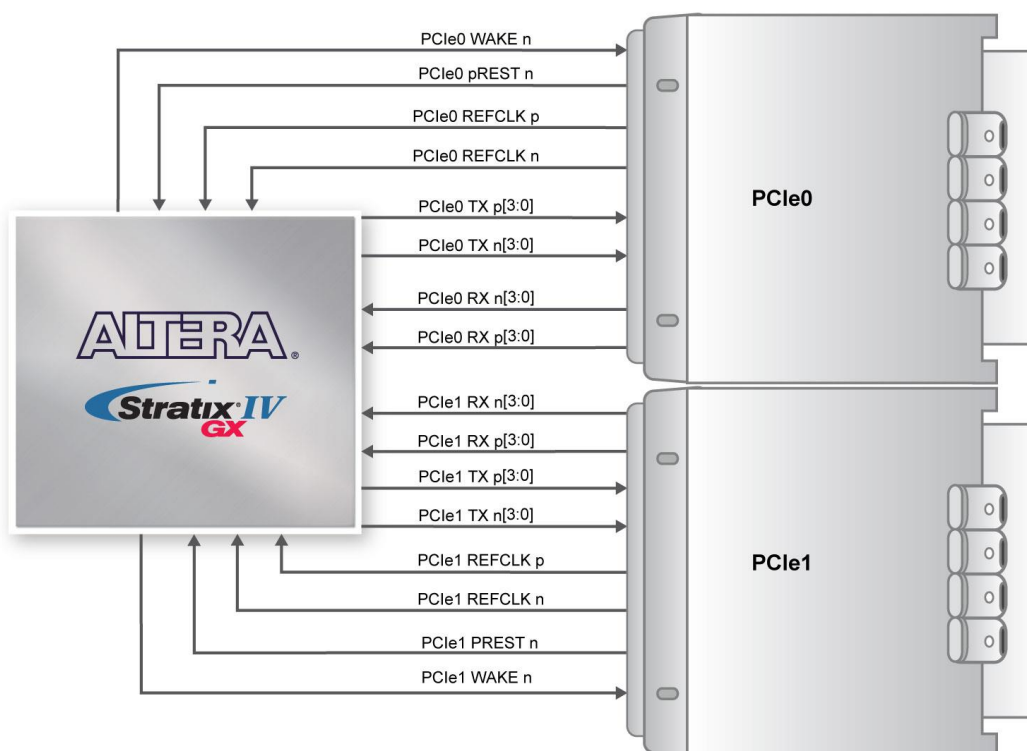 PCIe0 WAKE n
PCIe0 pREST n
PCIe0 REFCLK p
PCIe0 REFCLK n
PCIe0 TX p[3:0]
PCIe0 TX n[3:0]
PCIe0 RX n[3:0]
PCIe0 RX p[3:0]
PCIe0
ALTERA®
Stratix® IV
GX
PCIe1 RX n[3:0]
PCIe1 RX p[3:0]
PCIe1 TX p[3:0]
PCIe1 TX n[3:0]
PCIe1 REFCLK p
PCIe1 REFCLK n
PCIe1 PREST n
PCIe1 WAKE n
PCIe1